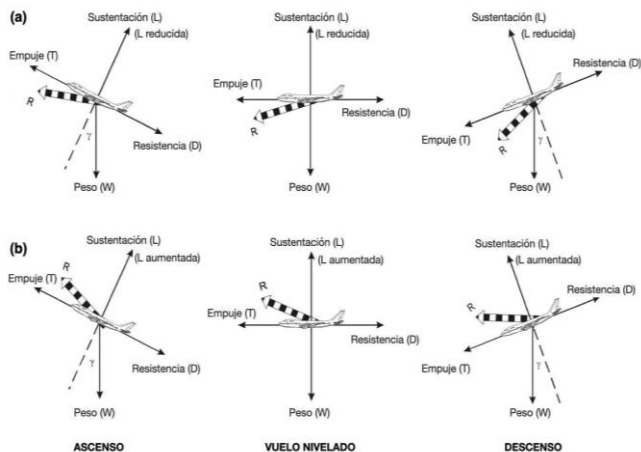 (a)
Sustentación (L)
(L reducida)
Empuje (T)
R
γ
Resistencia (D)
Peso (W)
Sustentación (L)
(L reducida)
Empuje (T)
R
Resistencia (D)
Peso (W)
Sustentación (L)
(L reducida)
Resistencia (D)
Empuje (T)
R
γ
Peso (W)
(b)
Sustentación (L)
(L aumentada)
R
Empuje (T)
γ
Resistencia (D)
Peso (W)
Sustentación (L)
(L aumentada)
R
Empuje (T)
Resistencia (D)
Peso (W)
Sustentación (L)
(L aumentada)
Resistencia (D)
R
Empuje (T)
γ
Peso (W)
ASCENSO
VUELO NIVELADO
DESCENSO